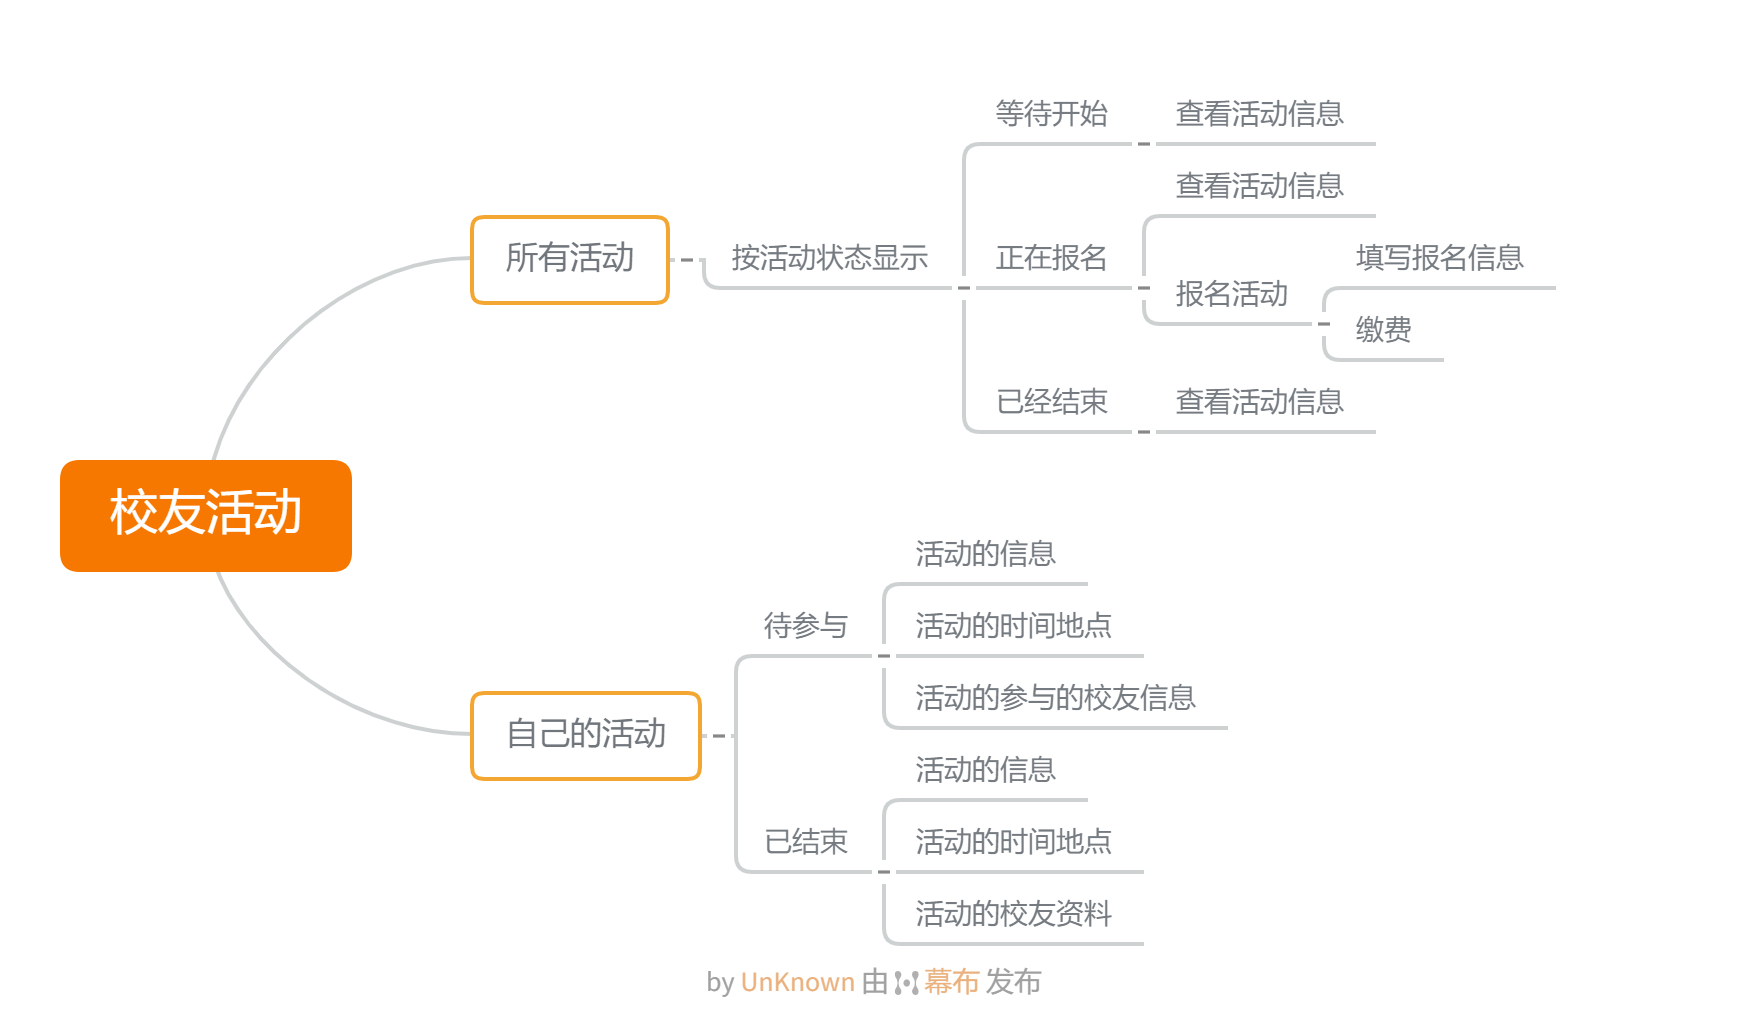 校友活动
所有活动
按活动状态显示
等待开始
查看活动信息
正在报名
查看活动信息
报名活动
填写报名信息
缴费
已经结束
查看活动信息
自己的活动
待参与
活动的信息
活动的时间地点
活动的参与的校友信息
已结束
活动的信息
活动的时间地点
活动的校友资料
by UnKnown 由 幕布 发布